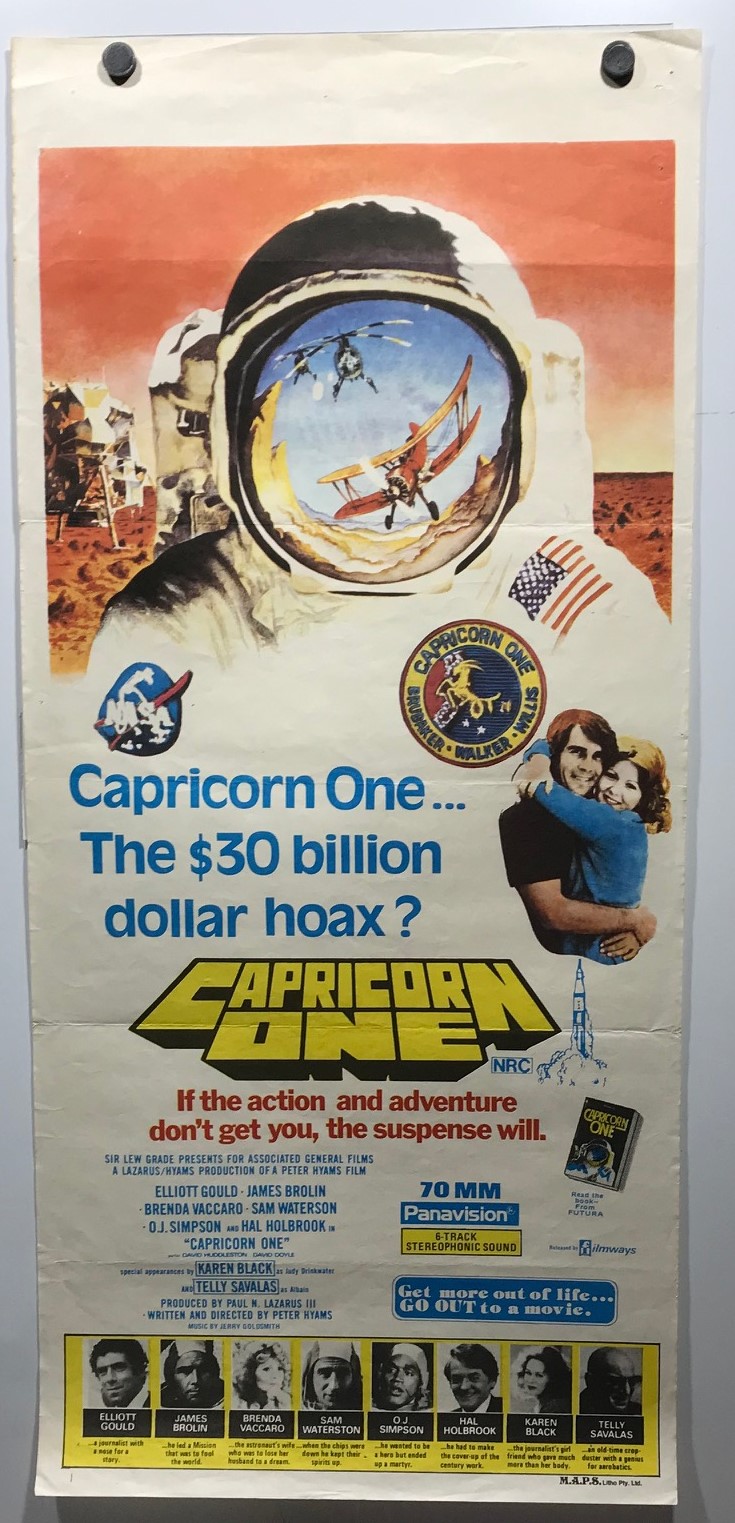 NASA
CAPRICORN ONE
BRUBAKER · WALKER · WILLIS
Capricorn One...
The $30 billion
dollar hoax?
CAPRICORN
ONE
NRC
If the action and adventure
don't get you, the suspense will.
CAPRICORN
ONE
Read the
book-
From
FUTURA
SIR LEW GRADE PRESENTS FOR ASSOCIATED GENERAL FILMS
A LAZARUS/HYAMS PRODUCTION OF A PETER HYAMS FILM
ELLIOTT GOULD · JAMES BROLIN
· BRENDA VACCARO · SAM WATERSON
· O.J. SIMPSON AND HAL HOLBROOK IN
"CAPRICORN ONE"
DAVID HUDDLESTON DAVID DOYLE
special appearances by KAREN BLACK as Judy Drinkwater
AND TELLY SAVALAS as Albain
PRODUCED BY PAUL N. LAZARUS III
· WRITTEN AND DIRECTED BY PETER HYAMS
MUSIC BY JERRY GOLDSMITH
70 MM
Panavision®
6-TRACK
STEREOPHONIC SOUND
Released by filmways
Get more out of life...
GO OUT to a movie.
ELLIOTT
GOULD
...a journalist with
a nose for a
story.
JAMES
BROLIN
...he led a Mission
that was to fool
the world.
BRENDA
VACCARO
...the astronaut's wife
who was to lose her
husband to a dream.
SAM
WATERSTON
...when the chips were
down he kept their
spirits up.
O J
SIMPSON
...he wanted to be
a hero but ended
up a martyr.
HAL
HOLBROOK
...he had to make
the cover-up of the
century work.
KAREN
BLACK
...the journalist's girl
friend who gave much
more than her body.
TELLY
SAVALAS
...an old-time crop-
duster with a genius
for aerobatics.
M.A.P.S. Litho Pty. Ltd.